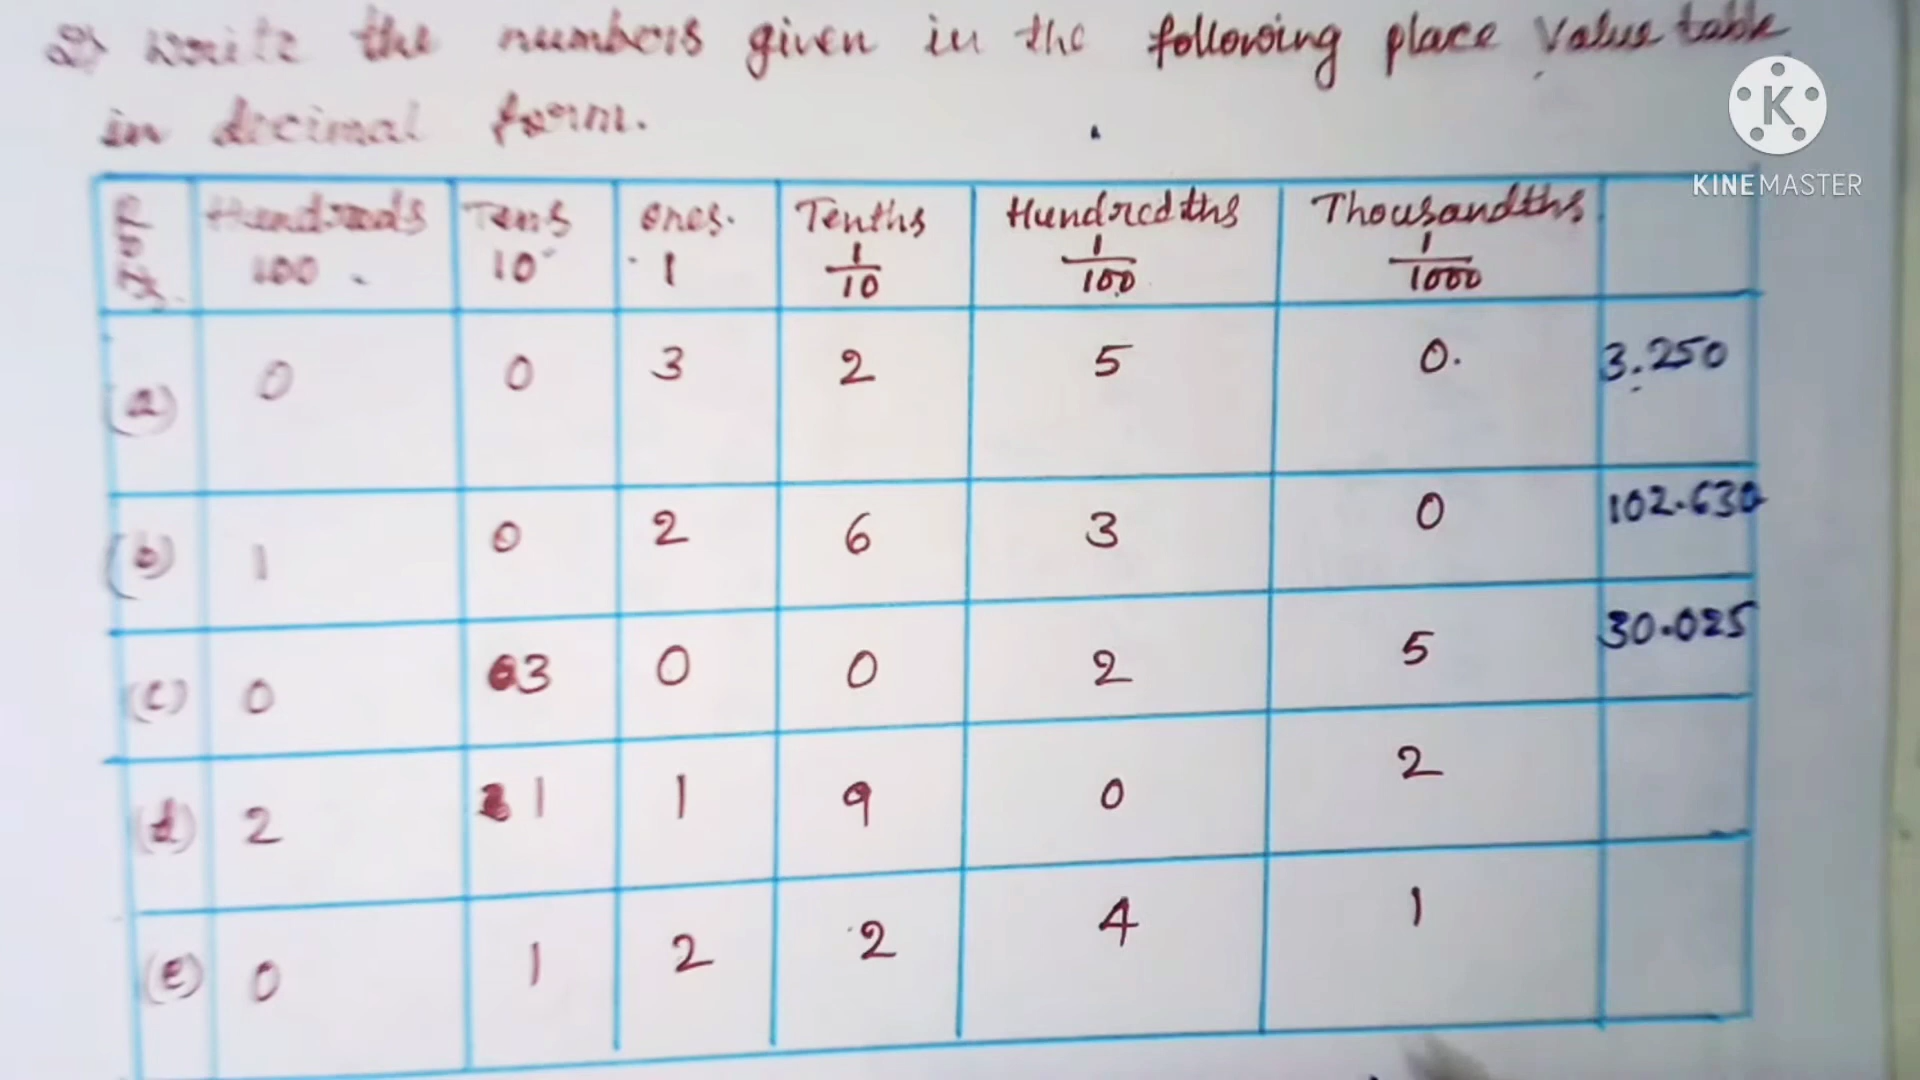 2) Write the numbers given in the following place value table
in decimal form.
K
KINEMASTER
Row Hundreds 100 Tens 10 ones. 1 Tenths 1/10 Hundredths 1/100 Thousandths 1/1000
(a) 0 0 3 2 5 0. 3.250
(b) 1 0 2 6 3 0 102.630
(c) 0 3 0 0 2 5 30.025
(d) 2 1 1 9 0 2
(e) 0 1 2 2 4 1